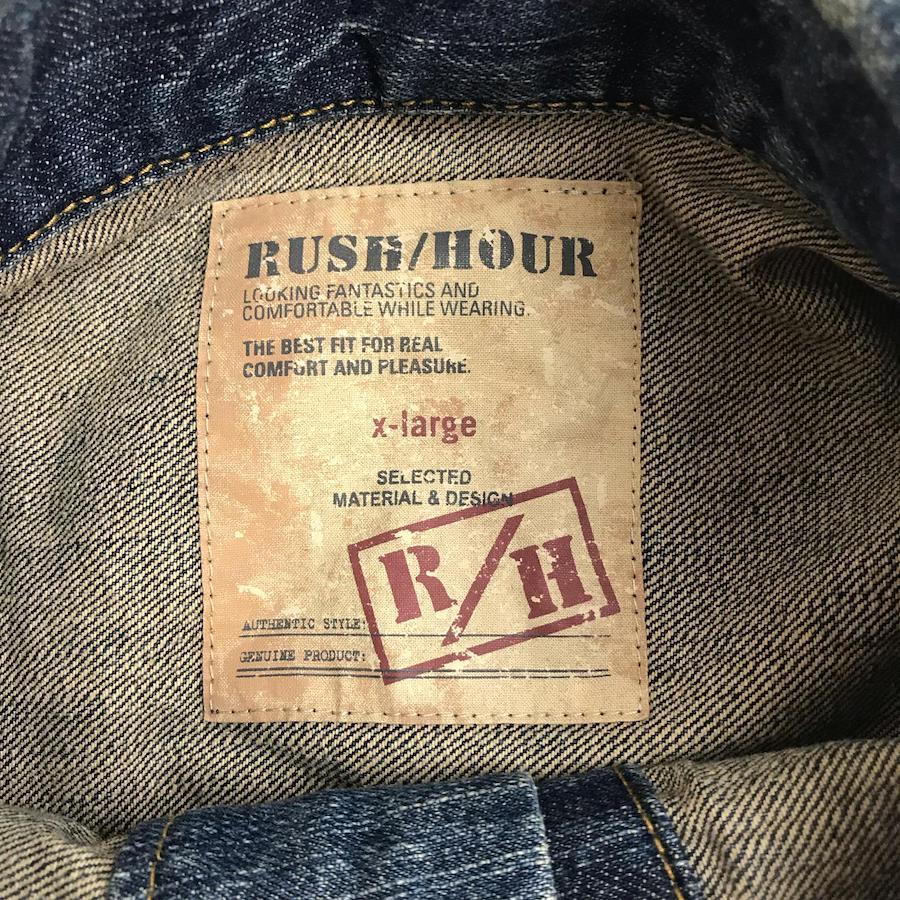 RUSH/HOUR
LOOKING FANTASTICS AND
COMFORTABLE WHILE WEARING.
THE BEST FIT FOR REAL
COMFORT AND PLEASURE.
x-large
SELECTED
MATERIAL & DESIGN
R/H
AUTHENTIC STYLE:
GENUINE PRODUCT: